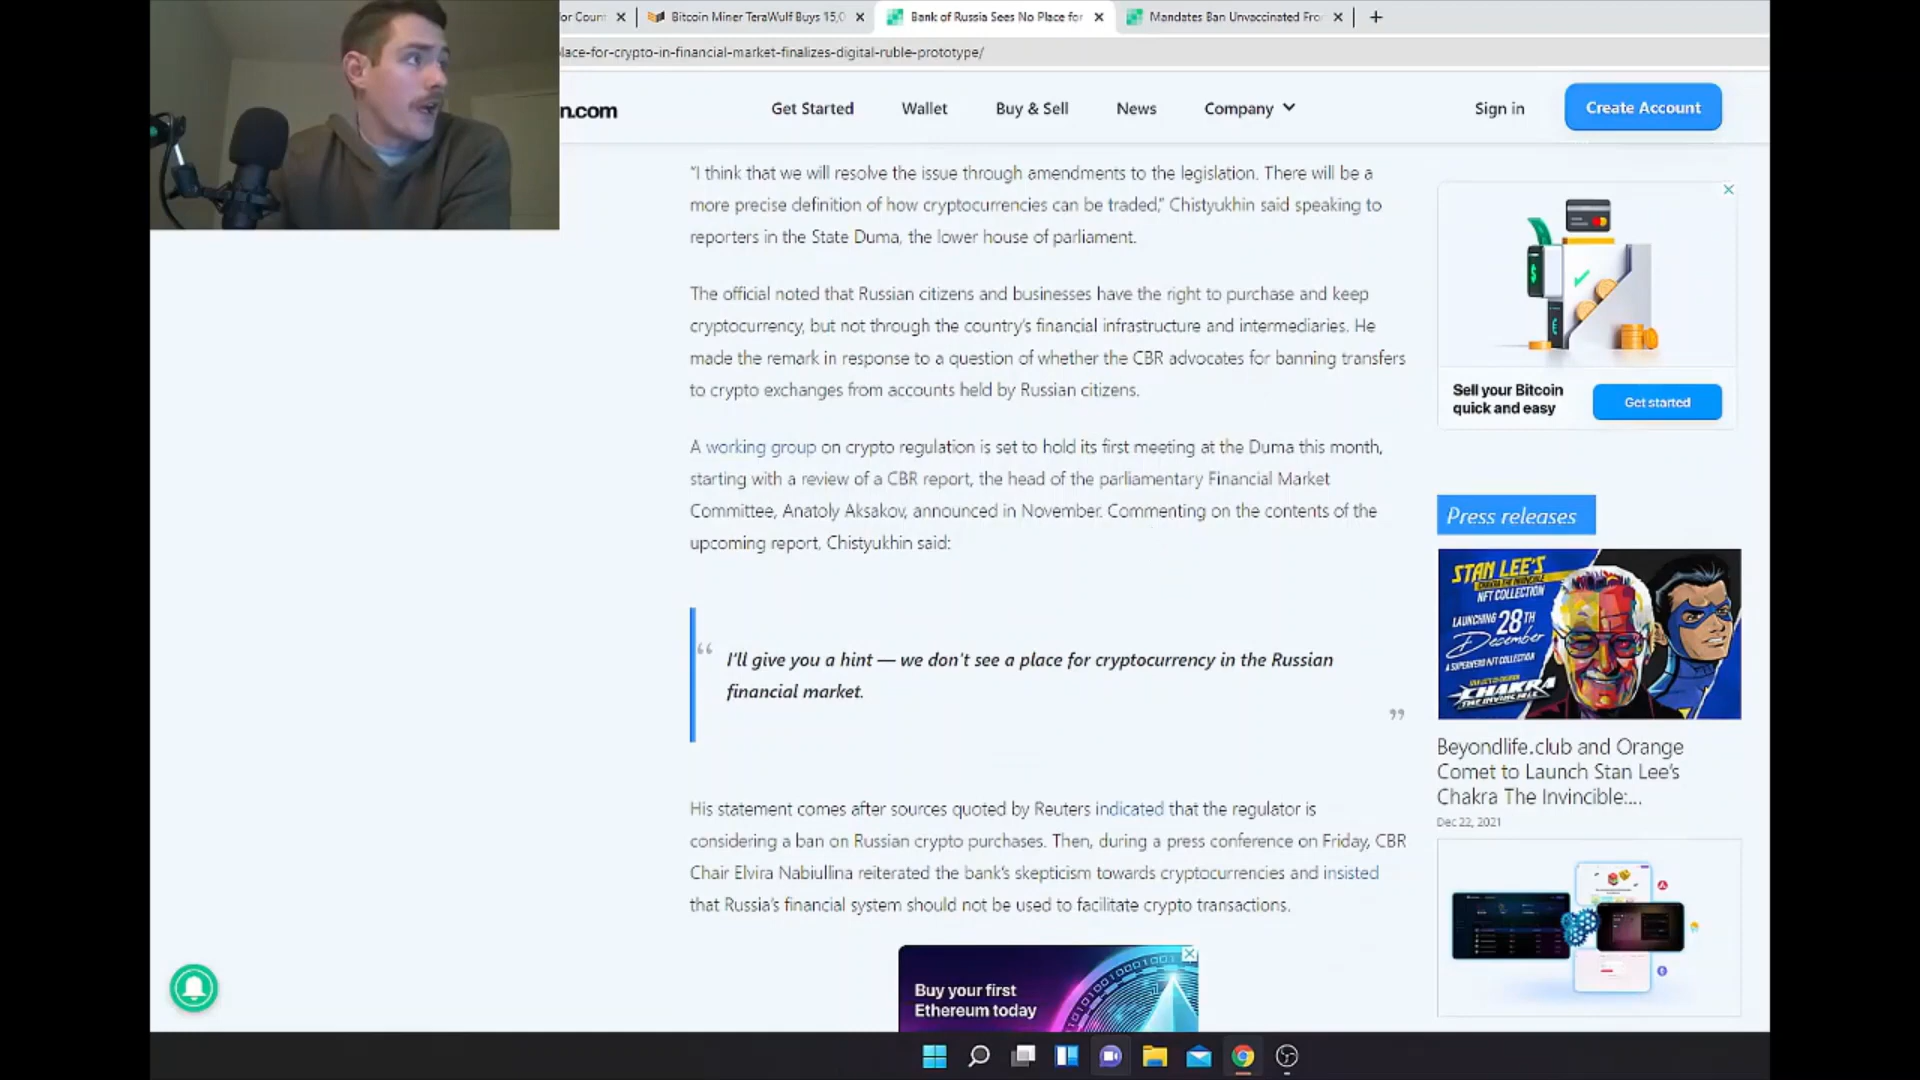 or Count
Bitcoin Miner TeraWulf Buys 15,0
Bank of Russia Sees No Place for
Mandates Ban Unvaccinated Fro
lace-for-crypto-in-financial-market-finalizes-digital-ruble-prototype/
n.com
Get Started
Wallet
Buy & Sell
News
Company
Sign in
Create Account
“I think that we will resolve the issue through amendments to the legislation. There will be a
more precise definition of how cryptocurrencies can be traded,” Chistyukhin said speaking to
reporters in the State Duma, the lower house of parliament.
The official noted that Russian citizens and businesses have the right to purchase and keep
cryptocurrency, but not through the country’s financial infrastructure and intermediaries. He
made the remark in response to a question of whether the CBR advocates for banning transfers
to crypto exchanges from accounts held by Russian citizens.
A working group on crypto regulation is set to hold its first meeting at the Duma this month,
starting with a review of a CBR report, the head of the parliamentary Financial Market
Committee, Anatoly Aksakov, announced in November. Commenting on the contents of the
upcoming report, Chistyukhin said:
“ I’ll give you a hint — we don't see a place for cryptocurrency in the Russian
financial market.
”
His statement comes after sources quoted by Reuters indicated that the regulator is
considering a ban on Russian crypto purchases. Then, during a press conference on Friday, CBR
Chair Elvira Nabiullina reiterated the bank’s skepticism towards cryptocurrencies and insisted
that Russia’s financial system should not be used to facilitate crypto transactions.
Buy your first
Ethereum today
Sell your Bitcoin
quick and easy
Get started
Press releases
STAN LEE'S
CHAKRA THE INVINCIBLE
NFT COLLECTION
LAUNCHING 28TH
December
A SUPERHERO NFT COLLECTION
CHAKRA
THE INVINCIBLE
Beyondlife.club and Orange
Comet to Launch Stan Lee’s
Chakra The Invincible:...
Dec 22, 2021